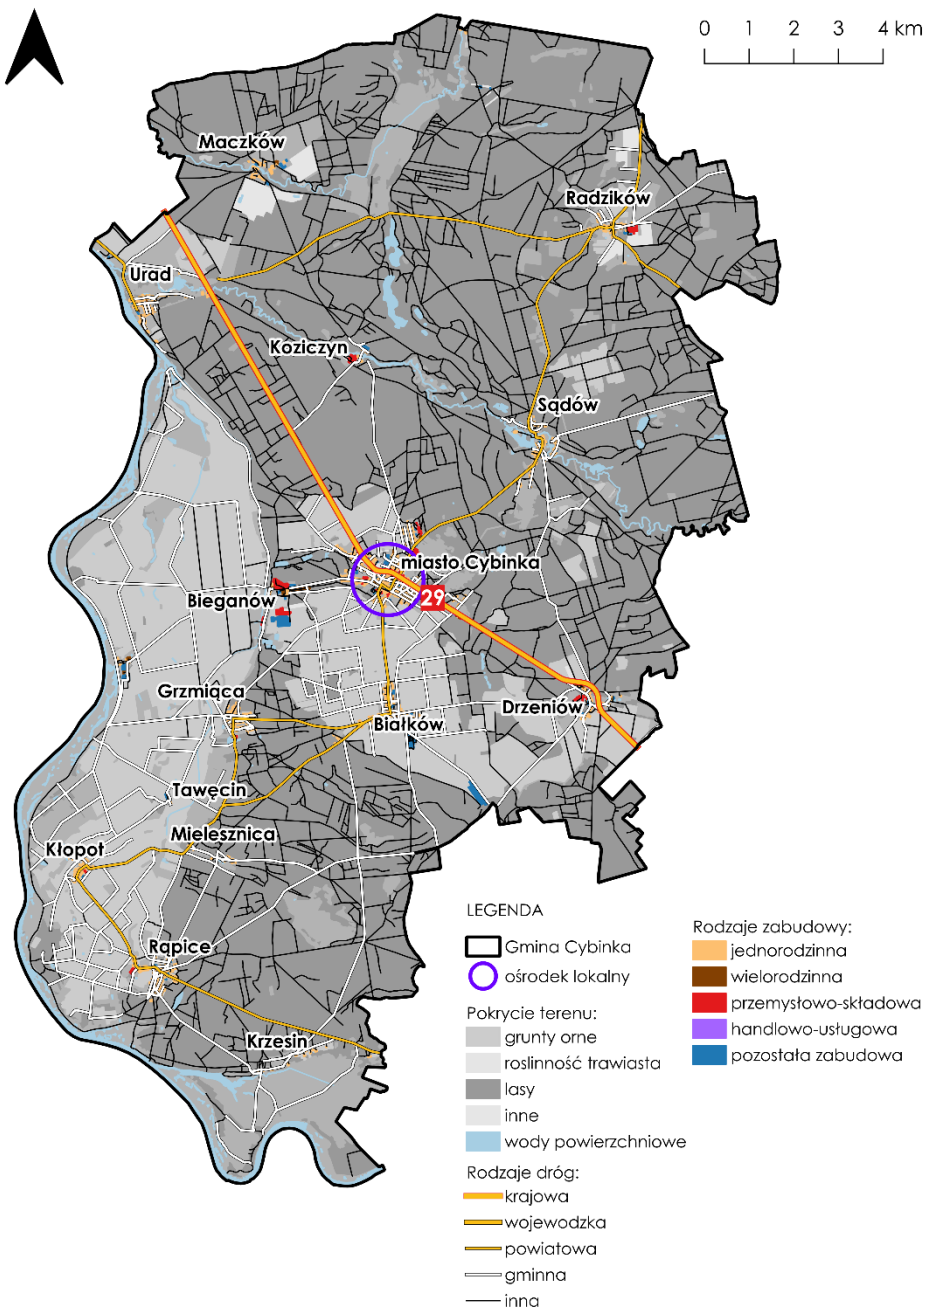 0 1 2 3 4 km
Maczków
Radzików
Urad
Koziczyn
Sądów
miasto Cybinka
29
Bieganów
Grzmiąca
Białków
Drzeniów
Tawęcin
Mielesznica
Kłopot
Rąpice
Krzesin
LEGENDA
Gmina Cybinka
ośrodek lokalny
Pokrycie terenu:
grunty orne
roslinność trawiasta
lasy
inne
wody powierzchniowe
Rodzaje dróg:
krajowa
wojewodzka
powiatowa
gminna
inna
Rodzaje zabudowy:
jednorodzinna
wielorodzinna
przemysłowo-składowa
handlowo-usługowa
pozostała zabudowa